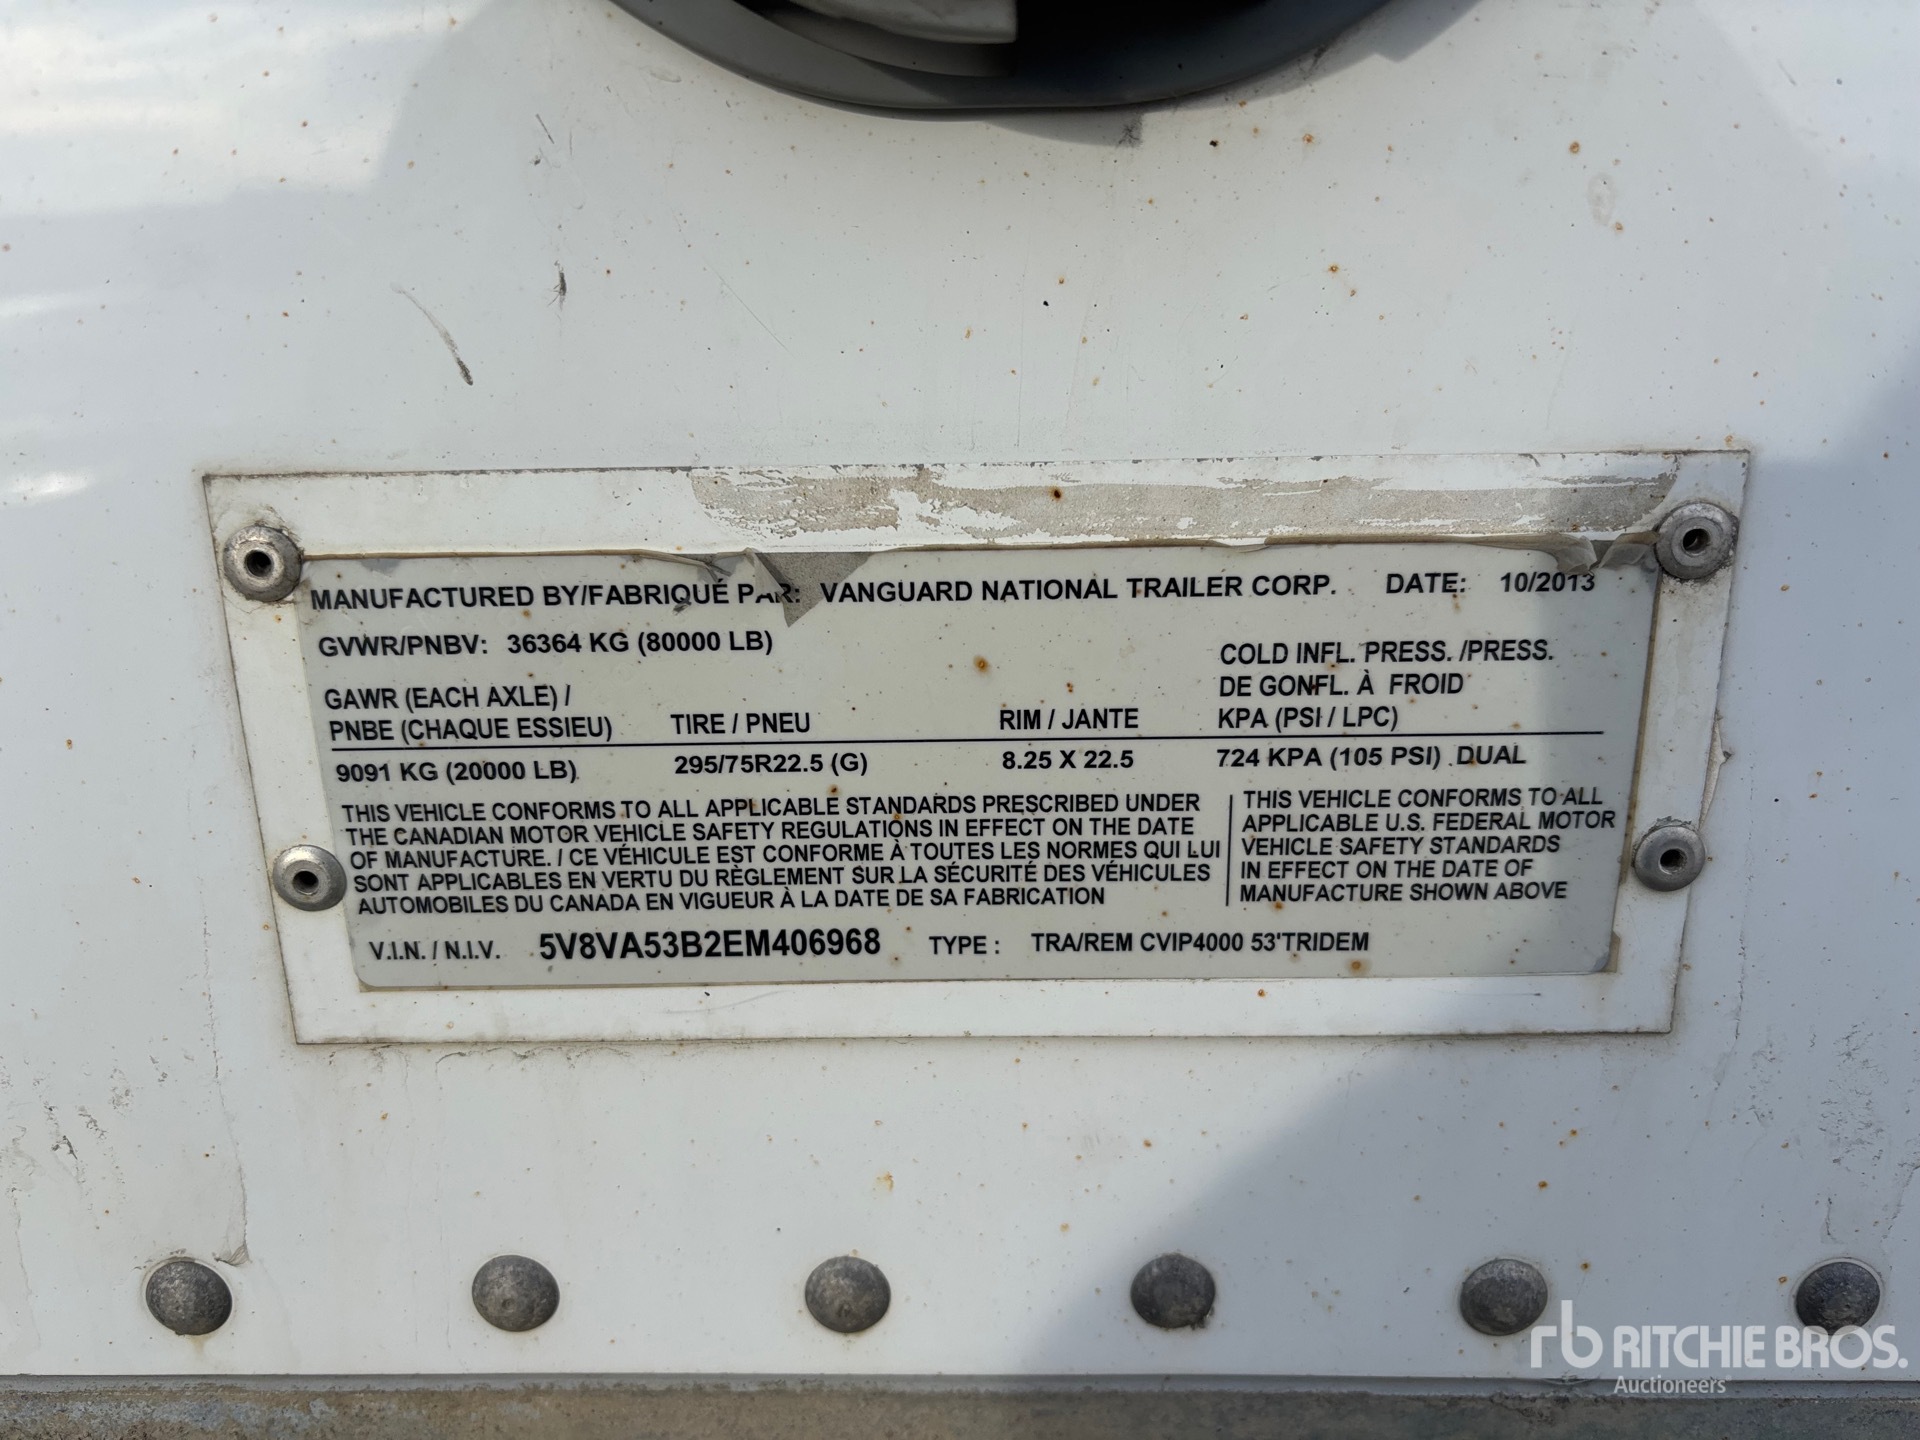 MANUFACTURED BY/FABRIQUÉ PAR: VANGUARD NATIONAL TRAILER CORP. DATE: 10/2013
GVWR/PNBV: 36364 KG (80000 LB)
COLD INFL. PRESS. /PRESS.
DE GONFL. À FROID
GAWR (EACH AXLE) /
PNBE (CHAQUE ESSIEU) TIRE / PNEU RIM / JANTE KPA (PSI / LPC)
9091 KG (20000 LB) 295/75R22.5 (G) 8.25 X 22.5 724 KPA (105 PSI) DUAL
THIS VEHICLE CONFORMS TO ALL APPLICABLE STANDARDS PRESCRIBED UNDER
THE CANADIAN MOTOR VEHICLE SAFETY REGULATIONS IN EFFECT ON THE DATE
OF MANUFACTURE. / CE VÉHICULE EST CONFORME À TOUTES LES NORMES QUI LUI
SONT APPLICABLES EN VERTU DU RÈGLEMENT SUR LA SÉCURITÉ DES VÉHICULES
AUTOMOBILES DU CANADA EN VIGUEUR À LA DATE DE SA FABRICATION
THIS VEHICLE CONFORMS TO ALL
APPLICABLE U.S. FEDERAL MOTOR
VEHICLE SAFETY STANDARDS
IN EFFECT ON THE DATE OF
MANUFACTURE SHOWN ABOVE
V.I.N. / N.I.V. 5V8VA53B2EM406968 TYPE : TRA/REM CVIP4000 53'TRIDEM
rb RITCHIE BROS.
Auctioneers